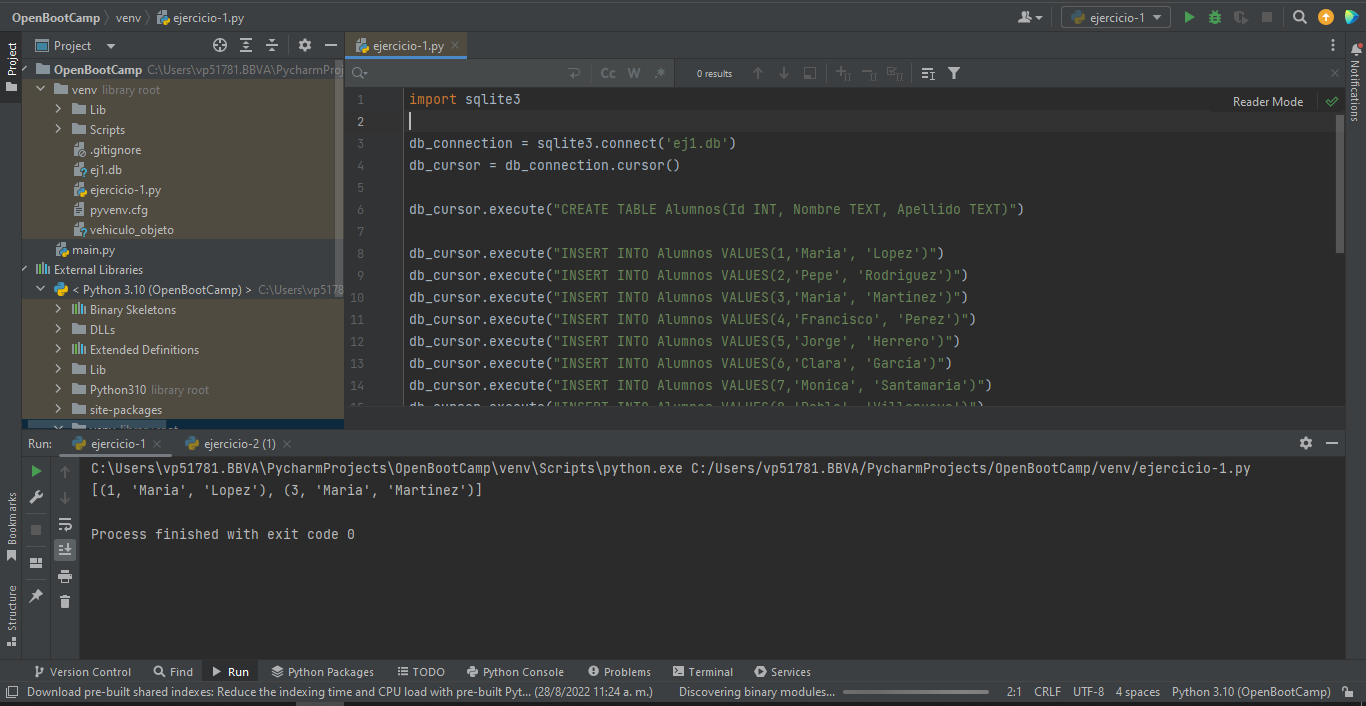 OpenBootCamp venv ejercicio-1.py ejercicio-1
Project
Project
ejercicio-1.py
OpenBootCamp C:\Users\vp51781.BBVA\PycharmProj
venv library root
Lib
Scripts
.gitignore
ej1.db
ejercicio-1.py
pyvenv.cfg
vehiculo_objeto
main.py
External Libraries
< Python 3.10 (OpenBootCamp) > C:\Users\vp5178
Binary Skeletons
DLLs
Extended Definitions
Lib
Python310 library root
site-packages
Cc W .* 0 results
Reader Mode
Notifications
1 import sqlite3
2
3 db_connection = sqlite3.connect('ej1.db')
4 db_cursor = db_connection.cursor()
5
6 db_cursor.execute("CREATE TABLE Alumnos(Id INT, Nombre TEXT, Apellido TEXT)")
7
8 db_cursor.execute("INSERT INTO Alumnos VALUES(1,'Maria', 'Lopez')")
9 db_cursor.execute("INSERT INTO Alumnos VALUES(2,'Pepe', 'Rodriguez')")
10 db_cursor.execute("INSERT INTO Alumnos VALUES(3,'Maria', 'Martinez')")
11 db_cursor.execute("INSERT INTO Alumnos VALUES(4,'Francisco', 'Perez')")
12 db_cursor.execute("INSERT INTO Alumnos VALUES(5,'Jorge', 'Herrero')")
13 db_cursor.execute("INSERT INTO Alumnos VALUES(6,'Clara', 'Garcia')")
14 db_cursor.execute("INSERT INTO Alumnos VALUES(7,'Monica', 'Santamaria')")
Run: ejercicio-1 ejercicio-2 (1)
C:\Users\vp51781.BBVA\PycharmProjects\OpenBootCamp\venv\Scripts\python.exe C:/Users/vp51781.BBVA/PycharmProjects/OpenBootCamp/venv/ejercicio-1.py
[(1, 'Maria', 'Lopez'), (3, 'Maria', 'Martinez')]
Process finished with exit code 0
Bookmarks
Structure
Version Control Find Run Python Packages TODO Python Console Problems Terminal Services
Download pre-built shared indexes: Reduce the indexing time and CPU load with pre-built Pyt... (28/8/2022 11:24 a. m.) Discovering binary modules... 2:1 CRLF UTF-8 4 spaces Python 3.10 (OpenBootCamp)